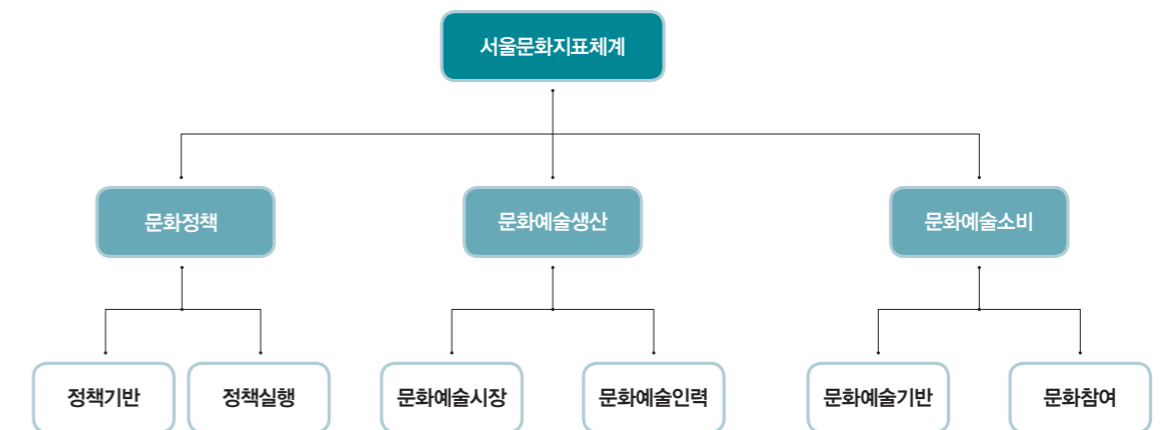 서울문화지표체계
문화정책
문화예술생산
문화예술소비
정책기반
정책실행
문화예술시장
문화예술인력
문화예술기반
문화참여